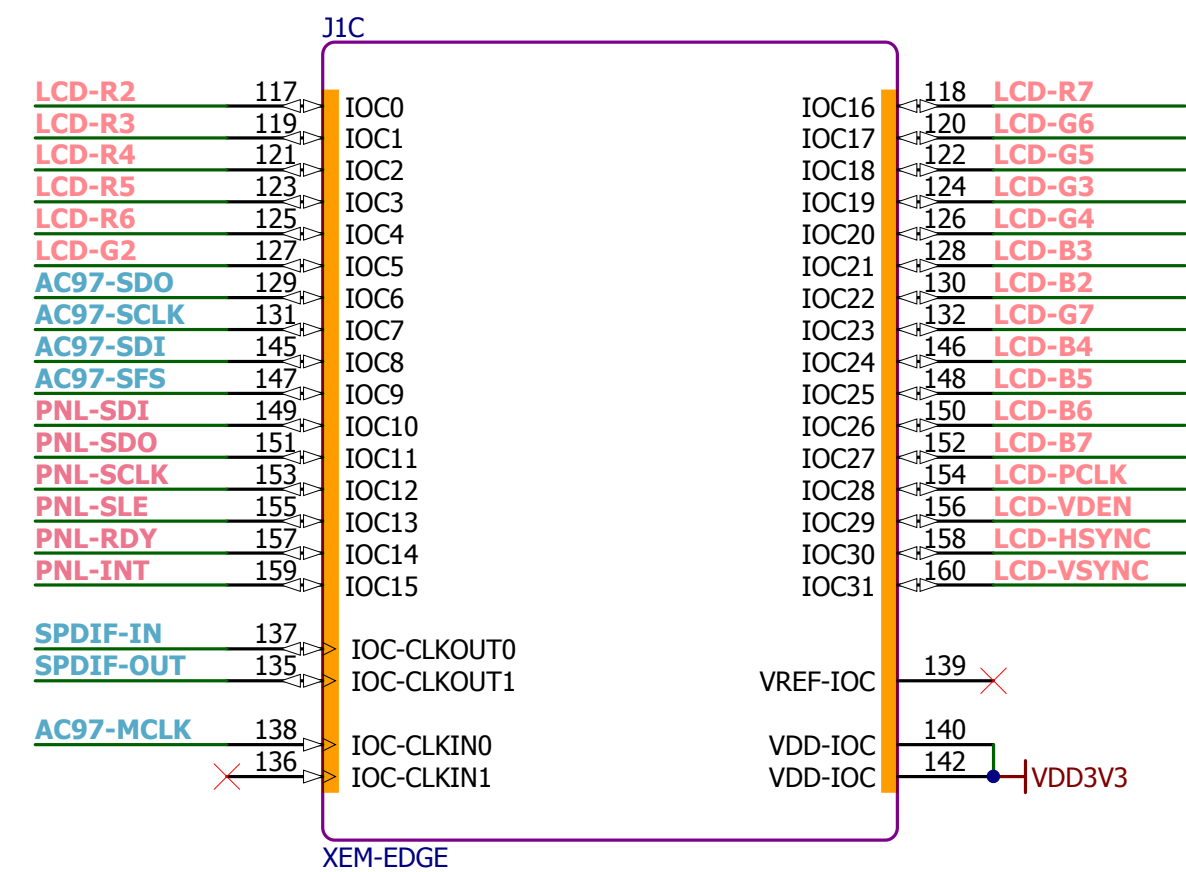 J1C
LCD-R2 117 IOC0 IOC16 118 LCD-R7
LCD-R3 119 IOC1 IOC17 120 LCD-G6
LCD-R4 121 IOC2 IOC18 122 LCD-G5
LCD-R5 123 IOC3 IOC19 124 LCD-G3
LCD-R6 125 IOC4 IOC20 126 LCD-G4
LCD-G2 127 IOC5 IOC21 128 LCD-B3
AC97-SDO 129 IOC6 IOC22 130 LCD-B2
AC97-SCLK 131 IOC7 IOC23 132 LCD-G7
AC97-SDI 145 IOC8 IOC24 146 LCD-B4
AC97-SFS 147 IOC9 IOC25 148 LCD-B5
PNL-SDI 149 IOC10 IOC26 150 LCD-B6
PNL-SDO 151 IOC11 IOC27 152 LCD-B7
PNL-SCLK 153 IOC12 IOC28 154 LCD-PCLK
PNL-SLE 155 IOC13 IOC29 156 LCD-VDEN
PNL-RDY 157 IOC14 IOC30 158 LCD-HSYNC
PNL-INT 159 IOC15 IOC31 160 LCD-VSYNC
SPDIF-IN 137 IOC-CLKOUT0
SPDIF-OUT 135 IOC-CLKOUT1 VREF-IOC 139
AC97-MCLK 138 IOC-CLKIN0 VDD-IOC 140
136 IOC-CLKIN1 VDD-IOC 142 VDD3V3
XEM-EDGE